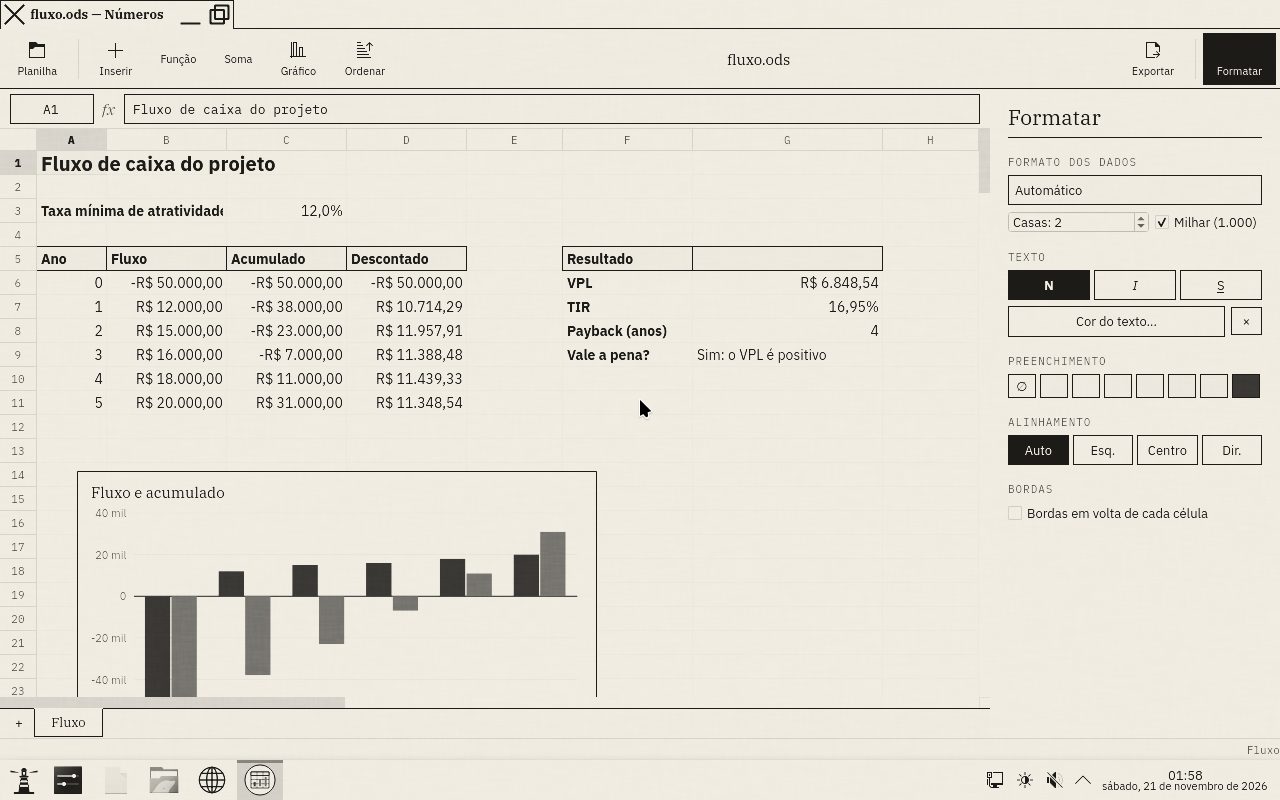 fluxo.ods — Números
Planilha Inserir Função Soma Gráfico Ordenar fluxo.ods Exportar Formatar
A1 fx Fluxo de caixa do projeto
A B C D E F G H
1 Fluxo de caixa do projeto
2
3 Taxa mínima de atratividade 12,0%
4
5 Ano Fluxo Acumulado Descontado Resultado
6 0 -R$ 50.000,00 -R$ 50.000,00 -R$ 50.000,00 VPL R$ 6.848,54
7 1 R$ 12.000,00 -R$ 38.000,00 R$ 10.714,29 TIR 16,95%
8 2 R$ 15.000,00 -R$ 23.000,00 R$ 11.957,91 Payback (anos) 4
9 3 R$ 16.000,00 -R$ 7.000,00 R$ 11.388,48 Vale a pena? Sim: o VPL é positivo
10 4 R$ 18.000,00 R$ 11.000,00 R$ 11.439,33
11 5 R$ 20.000,00 R$ 31.000,00 R$ 11.348,54
12
13
14
15
16
17
18
19
20
21
22
23
Fluxo e acumulado
40 mil
20 mil
0
-20 mil
-40 mil
+ Fluxo
Formatar
FORMATO DOS DADOS
Automático
Casas: 2 Milhar (1.000)
TEXTO
N I S
Cor do texto... ×
PREENCHIMENTO
∅
ALINHAMENTO
Auto Esq. Centro Dir.
BORDAS
Bordas em volta de cada célula
Fluxo
01:58
sábado, 21 de novembro de 2026